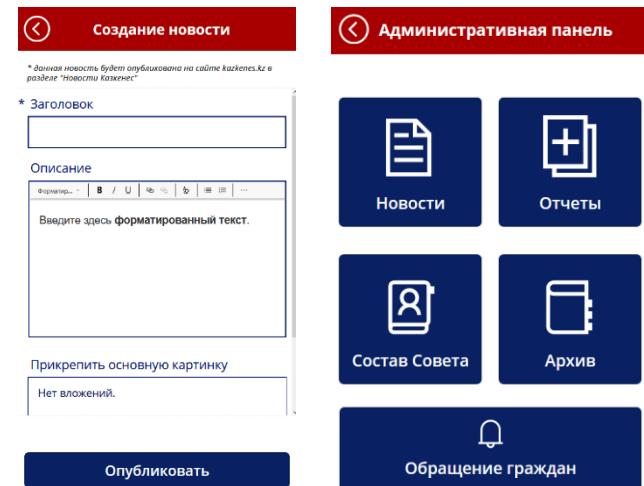 Создание новости
* данная новость будет опубликована на сайте kazkenes.kz в
разделе "Новости Казкенес"
* Заголовок
Описание
Форматир...
B / U
Введите здесь форматированный текст.
Прикрепить основную картинку
Нет вложений.
Опубликовать
Административная панель
Новости
Отчеты
Состав Совета
Архив
Обращение граждан